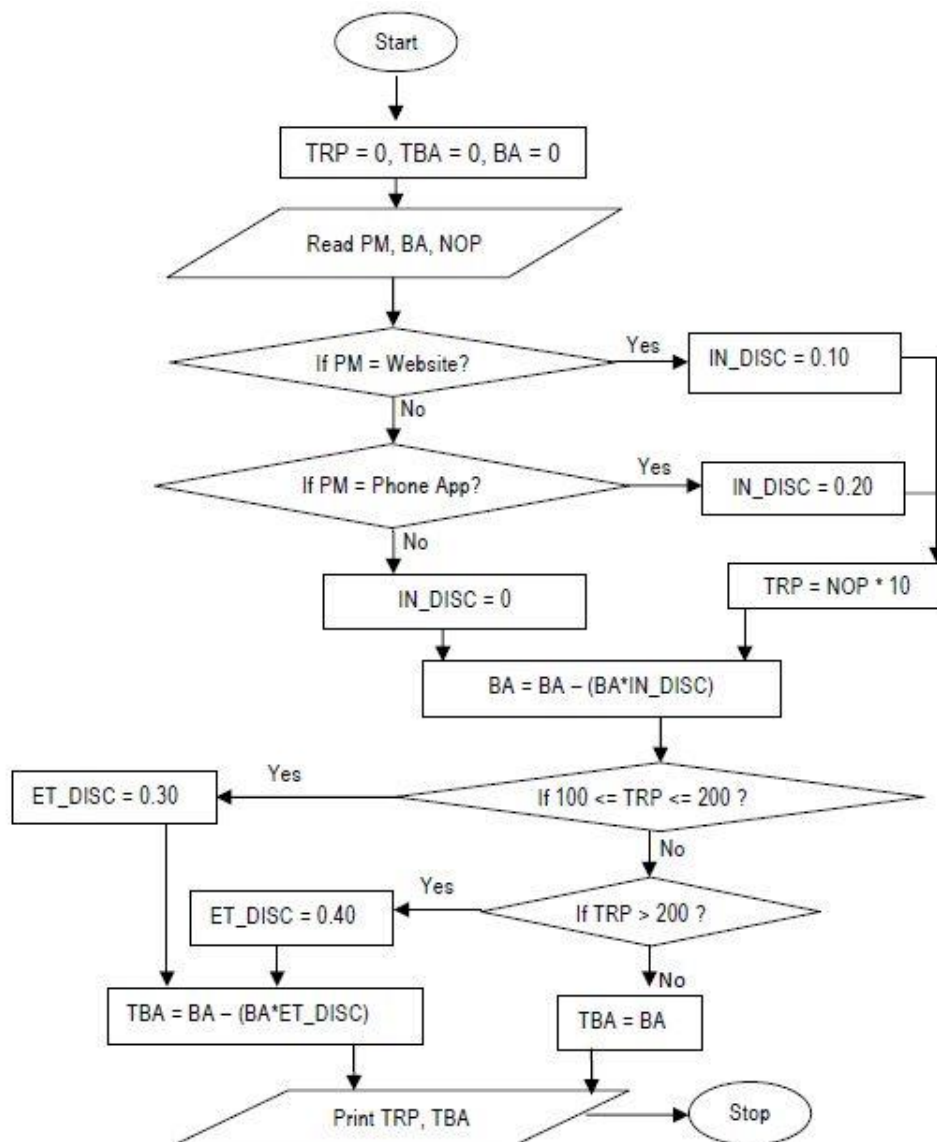 Start
TRP = 0, TBA = 0, BA = 0
Read PM, BA, NOP
If PM = Website?
Yes
IN_DISC = 0.10
No
If PM = Phone App?
Yes
IN_DISC = 0.20
No
IN_DISC = 0
TRP = NOP * 10
BA = BA – (BA*IN_DISC)
If 100 <= TRP <= 200 ?
Yes
ET_DISC = 0.30
No
If TRP > 200 ?
Yes
ET_DISC = 0.40
No
TBA = BA – (BA*ET_DISC)
TBA = BA
Print TRP, TBA
Stop